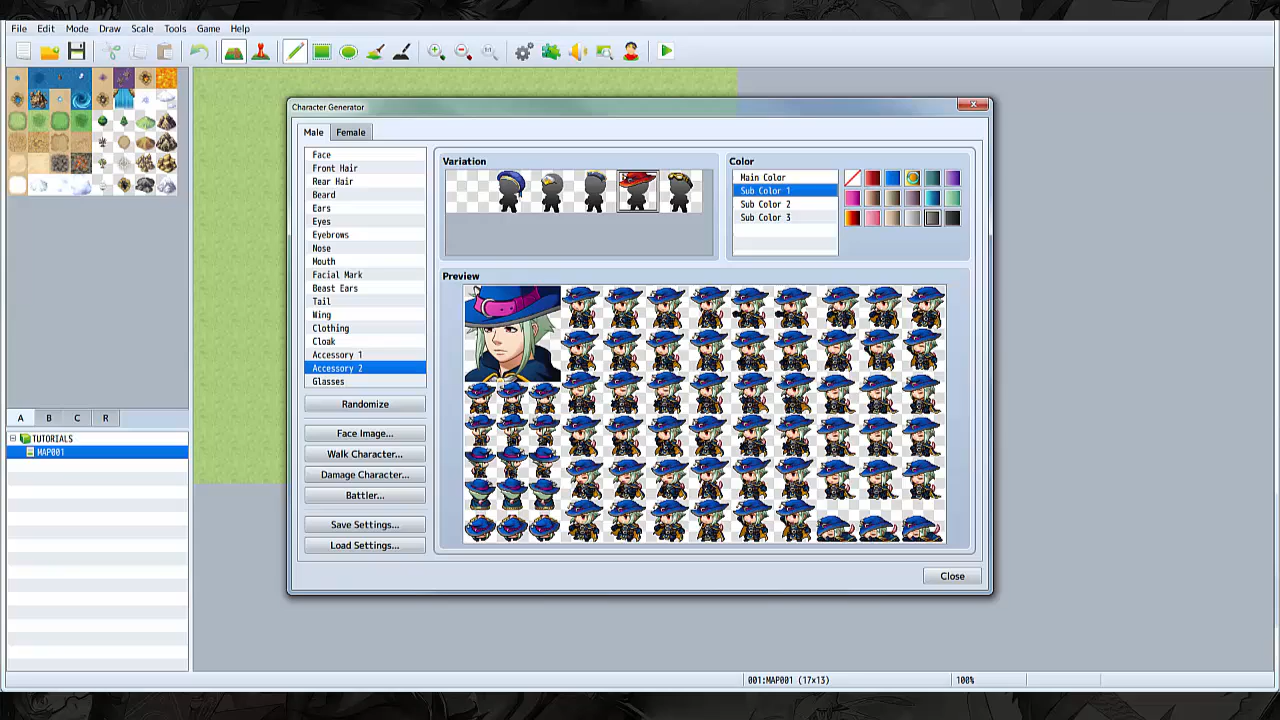 File Edit Mode Draw Scale Tools Game Help
Character Generator
Male Female
Face
Front Hair
Rear Hair
Beard
Ears
Eyes
Eyebrows
Nose
Mouth
Facial Mark
Beast Ears
Tail
Wing
Clothing
Cloak
Accessory 1
Accessory 2
Glasses
Randomize
Face Image...
Walk Character...
Damage Character...
Battler...
Save Settings...
Load Settings...
Variation
Color
Main Color
Sub Color 1
Sub Color 2
Sub Color 3
Preview
Close
A B C R
TUTORIALS
MAP001
001:MAP001 (17×13) 100%